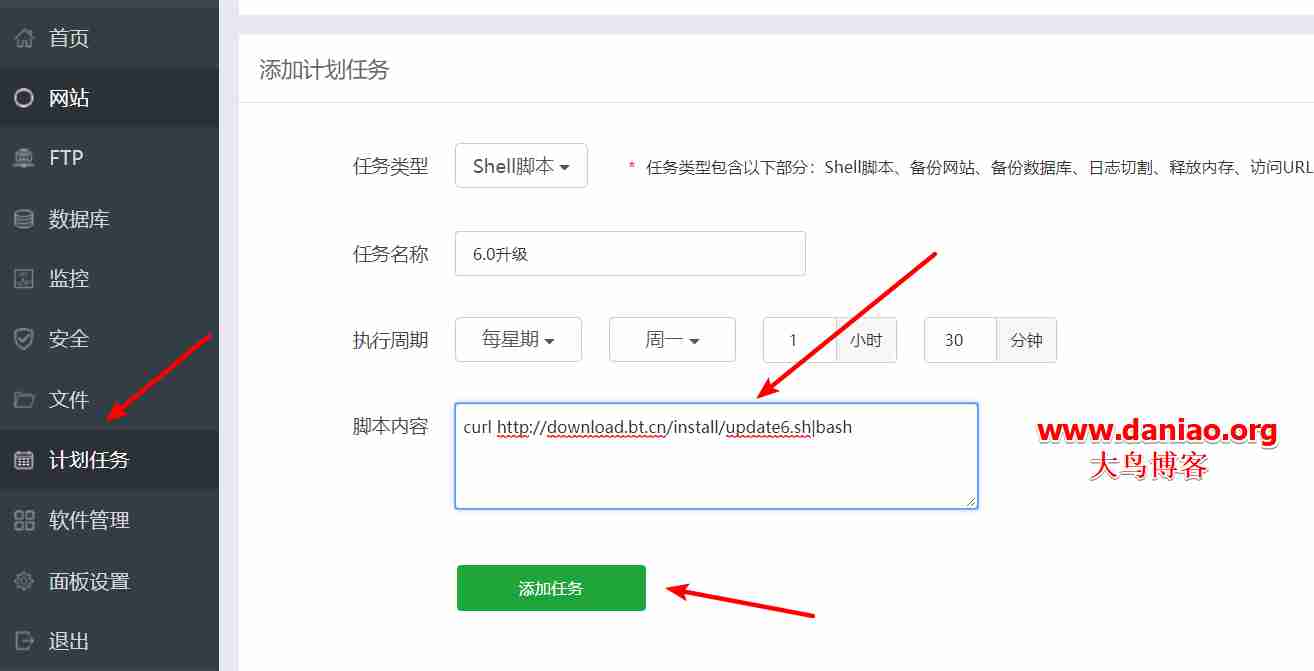 首页
网站
FTP
数据库
监控
安全
文件
计划任务
软件管理
面板设置
退出
添加计划任务
任务类型 Shell脚本 * 任务类型包含以下部分：Shell脚本、备份网站、备份数据库、日志切割、释放内存、访问URL
任务名称 6.0升级
执行周期 每星期 周一 1 小时 30 分钟
脚本内容 curl http://download.bt.cn/install/update6.sh|bash
www.daniao.org
大鸟博客
添加任务